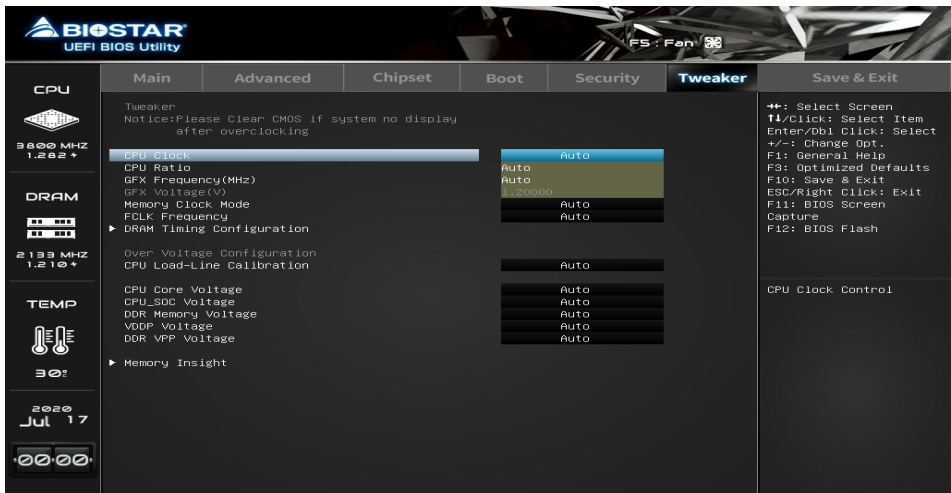 BIOSTAR
UEFI BIOS Utility
F5 : Fan
Main Advanced Chipset Boot Security Tweaker Save & Exit
CPU
3800 MHZ
1.282
DRAM
2133 MHZ
1.210
TEMP
30°
2020
Jul 17
00:00
Tweaker
Notice:Please Clear CMOS if system no display
after overclocking
CPU Clock Auto
CPU Ratio Auto
GFX Frequency(MHz) Auto
GFX Voltage(V) 1.20000
Memory Clock Mode Auto
FCLK Frequency Auto
► DRAM Timing Configuration
Over Voltage Configuration
CPU Load-Line Calibration Auto
CPU Core Voltage Auto
CPU_SOC Voltage Auto
DDR Memory Voltage Auto
VDDP Voltage Auto
DDR VPP Voltage Auto
► Memory Insight
→←: Select Screen
↑↓/Click: Select Item
Enter/Dbl Click: Select
+/-: Change Opt.
F1: General Help
F3: Optimized Defaults
F10: Save & Exit
ESC/Right Click: Exit
F11: BIOS Screen
Capture
F12: BIOS Flash
CPU Clock Control